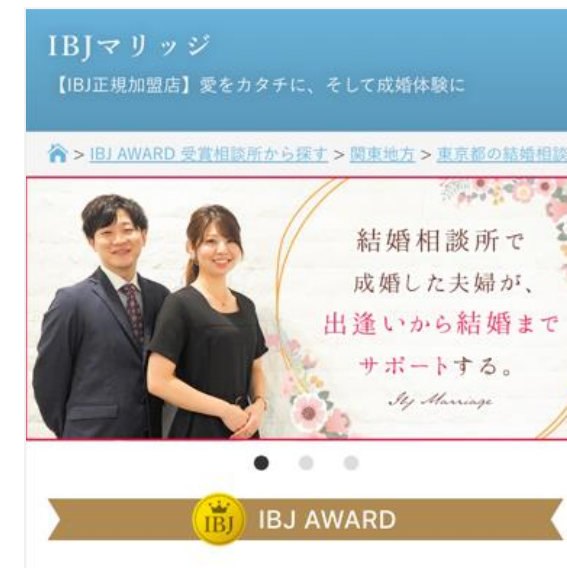 IBJマリッジ
【IBJ正規加盟店】愛をカタチに、そして成婚体験に
> IBJ AWARD 受賞相談所から探す > 関東地方 > 東京都の結婚相談
結婚相談所で
成婚した夫婦が、
出逢いから結婚まで
サポートする。
Ibj Marriage
IBJ IBJ AWARD